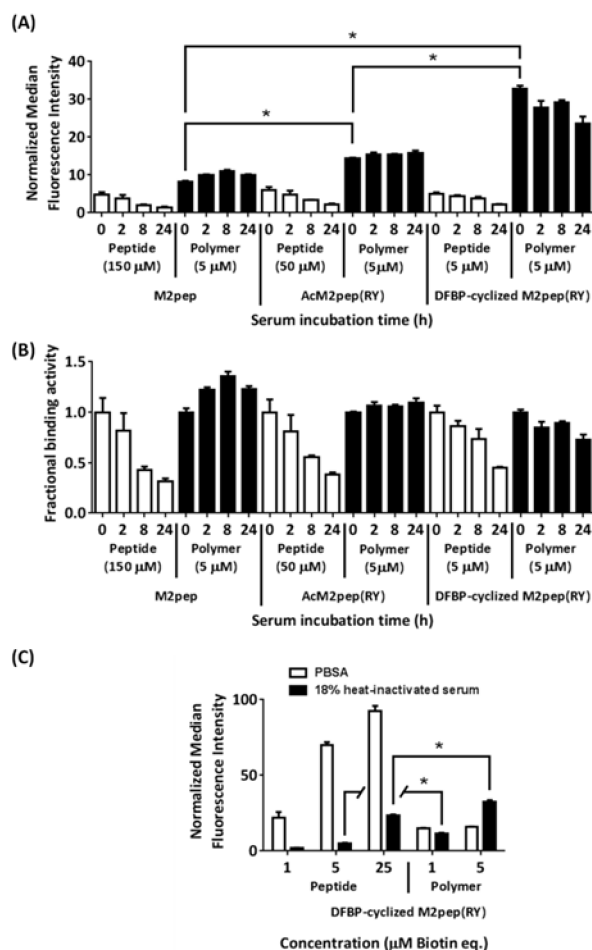 (A)
Normalized Median
Fluorescence Intensity
40
30
20
10
0
*
*
*
0 2 8 24 0 2 8 24 0 2 8 24 0 2 8 24 0 2 8 24 0 2 8 24
Peptide Polymer Peptide Polymer Peptide Polymer
(150 µM) (5 µM) (50 µM) (5µM) (5 µM) (5 µM)
M2pep AcM2pep(RY) DFBP-cyclized M2pep(RY)
Serum incubation time (h)
(B)
Fractional binding activity
1.5
1.0
0.5
0.0
0 2 8 24 0 2 8 24 0 2 8 24 0 2 8 24 0 2 8 24 0 2 8 24
Peptide Polymer Peptide Polymer Peptide Polymer
(150 µM) (5 µM) (50 µM) (5µM) (5 µM) (5 µM)
M2pep AcM2pep(RY) DFBP-cyclized M2pep(RY)
Serum incubation time (h)
(C)
PBSA
18% heat-inactivated serum
Normalized Median
Fluorescence Intensity
100
50
0
*
*
1 5 25 1 5
Peptide Polymer
DFBP-cyclized M2pep(RY)
Concentration (µM Biotin eq.)